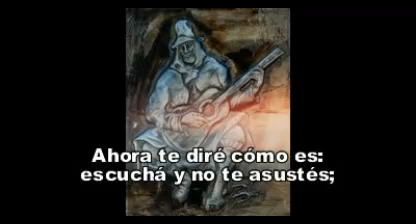 Ahora te diré cómo es:
escuchá y no te asustés;